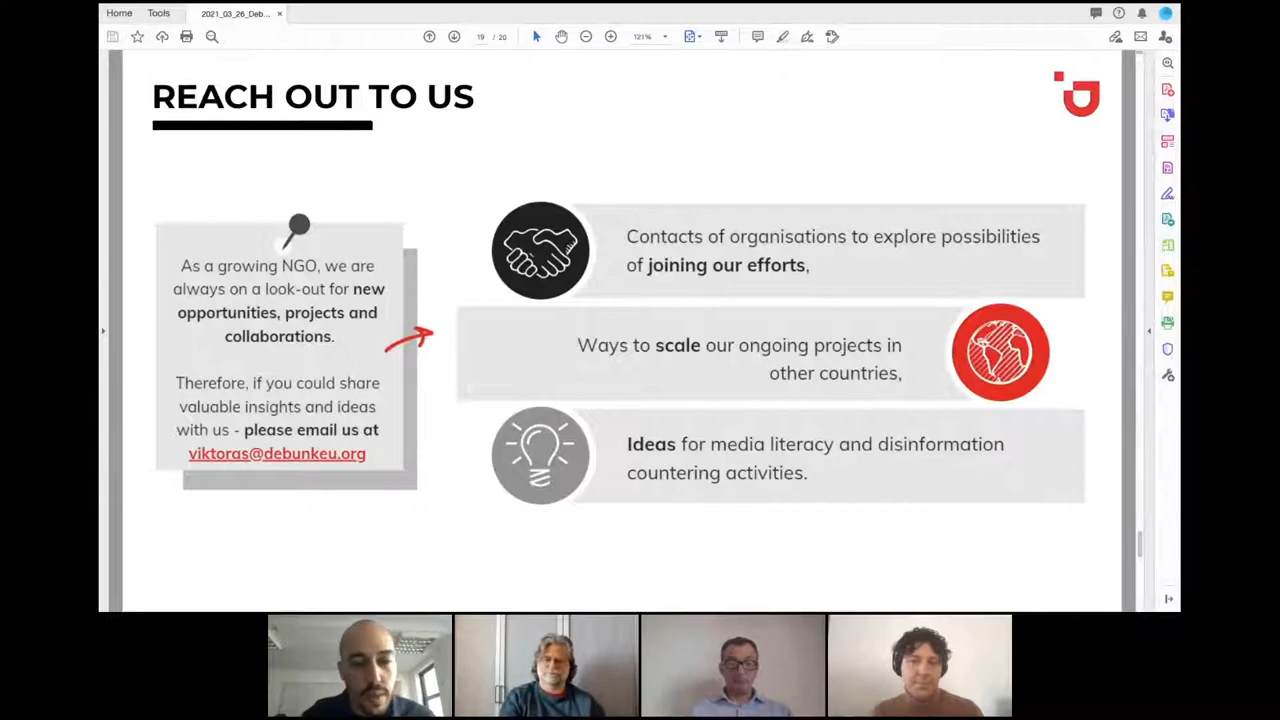 Home Tools 2021_03_26_Deb... ×
19 / 20 121%
REACH OUT TO US
As a growing NGO, we are
always on a look-out for new
opportunities, projects and
collaborations.
Therefore, if you could share
valuable insights and ideas
with us - please email us at
viktoras@debunkeu.org
Contacts of organisations to explore possibilities
of joining our efforts,
Ways to scale our ongoing projects in
other countries,
Ideas for media literacy and disinformation
countering activities.